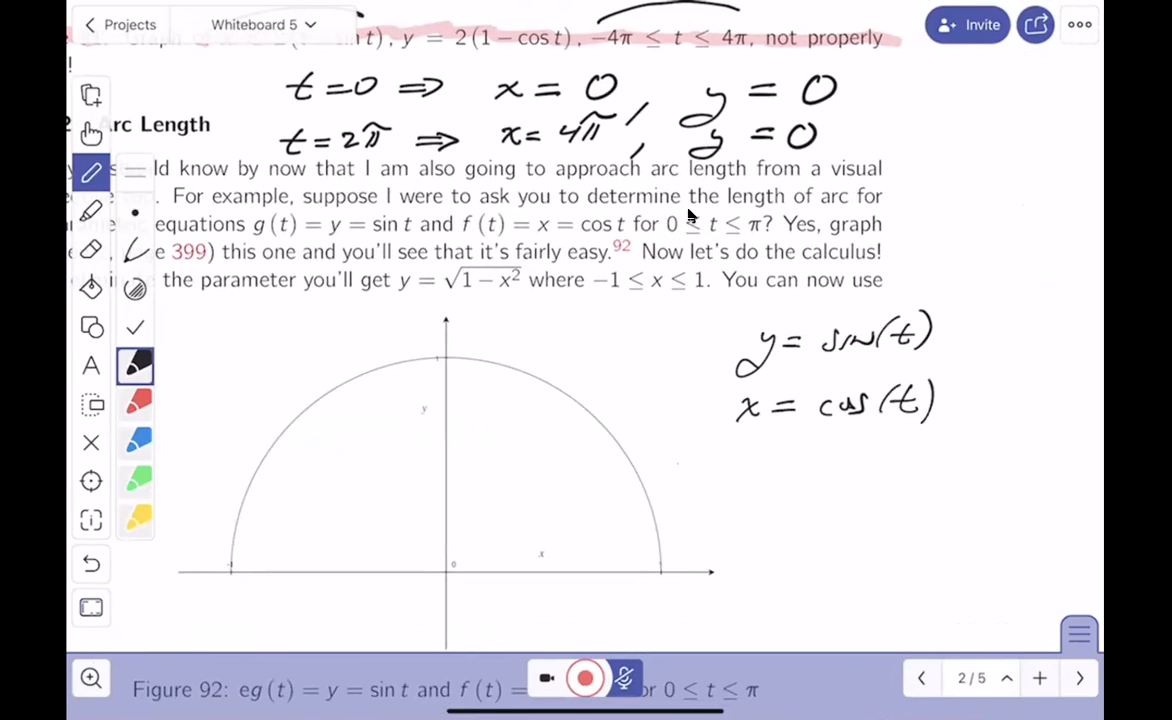 Projects
Whiteboard 5
Invite
t), y = 2(1 − cos t), −4π ≤ t ≤ 4π, not properly
!
t = 0 ⇒ x = 0, y = 0
t = 2π ⇒ x = 4π, y = 0
rc Length
ld know by now that I am also going to approach arc length from a visual
. For example, suppose I were to ask you to determine the length of arc for
equations g (t) = y = sin t and f (t) = x = cos t for 0 ≤ t ≤ π? Yes, graph
e 399) this one and you'll see that it's fairly easy.92 Now let's do the calculus!
the parameter you'll get y = √1 − x² where −1 ≤ x ≤ 1. You can now use
y = sin(t)
x = cos(t)
y
x
0
-1
A
2/5
Figure 92: eg (t) = y = sin t and f (t) = or 0 ≤ t ≤ π